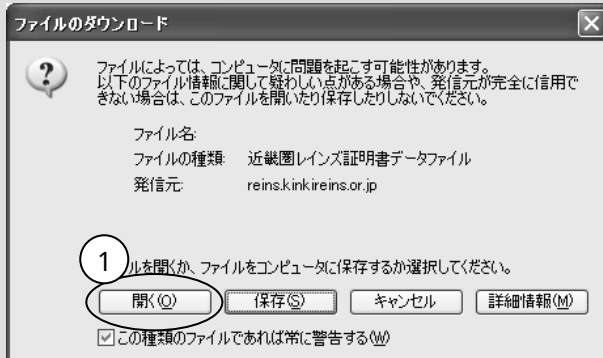 ファイルのダウンロード
ファイルによっては、コンピュータに問題を起こす可能性があります。
以下のファイル情報に関して疑わしい点がある場合や、発信元が完全に信用で
きない場合は、このファイルを開いたり保存したりしないでください。
ファイル名:
ファイルの種類: 近畿圏レインズ証明書データファイル
発信元: reins.kinkireins.or.jp
1
ルを開くか、ファイルをコンピュータに保存するか選択してください。
開く(O) 保存(S) キャンセル 詳細情報(M)
この種類のファイルであれば常に警告する(W)